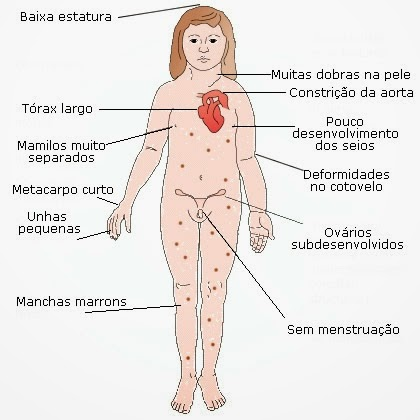 Baixa estatura
Muitas dobras na pele
Constrição da aorta
Tórax largo
Pouco
desenvolvimento
dos seios
Mamilos muito
separados
Deformidades
no cotovelo
Metacarpo curto
Unhas
pequenas
Ovários
subdesenvolvidos
Manchas marrons
Sem menstruação